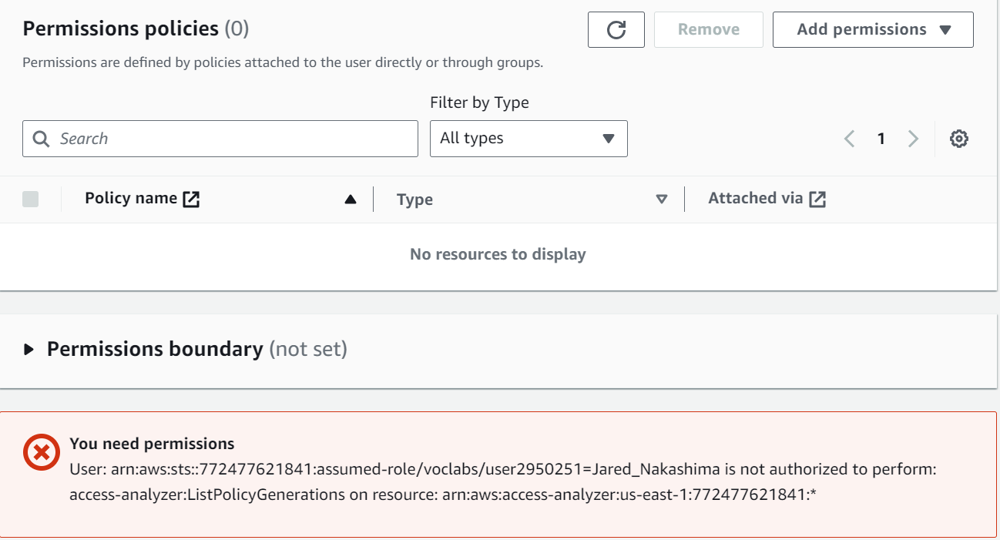 Permissions policies (0)
Remove
Add permissions
Permissions are defined by policies attached to the user directly or through groups.
Filter by Type
Search
All types
1
Policy name
Type
Attached via
No resources to display
Permissions boundary (not set)
You need permissions
User: arn:aws:sts::772477621841:assumed-role/voclabs/user2950251=Jared_Nakashima is not authorized to perform:
access-analyzer:ListPolicyGenerations on resource: arn:aws:access-analyzer:us-east-1:772477621841:*